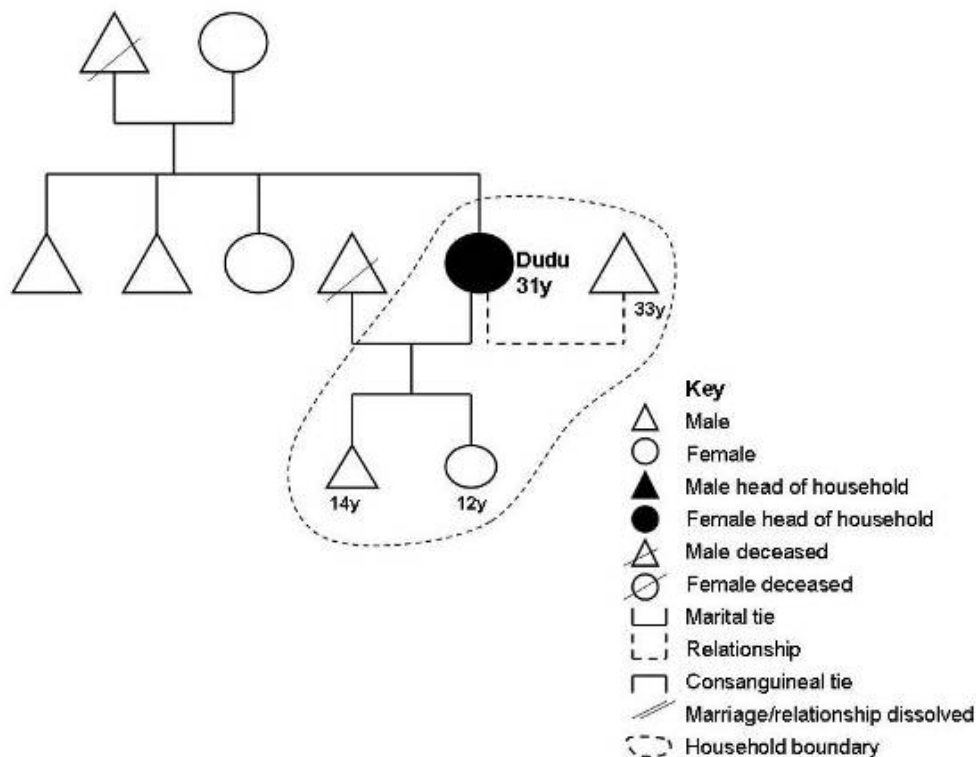 Dudu
31y
33y
14y
12y
Key
Male
Female
Male head of household
Female head of household
Male deceased
Female deceased
Marital tie
Relationship
Consanguineal tie
Marriage/relationship dissolved
Household boundary